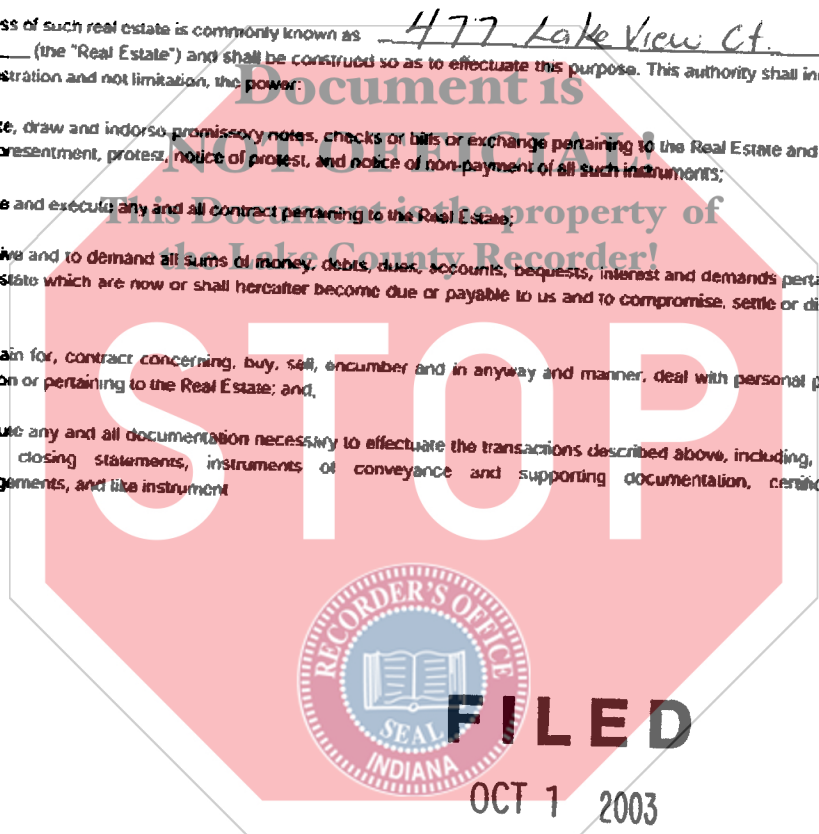 ss of such real estate is commonly known as 477 Lake View Ct.
(the "Real Estate") and shall be construed so as to effectuate this purpose. This authority shall in
stration and not limitation, the power:
Document is
te, draw and indorse promissory notes, checks or bills or exchange pertaining to the Real Estate and
NOT OFFICIAL!
presentment, protest, notice of protest, and notice of non-payment of all such instruments;
e and execute any and all contract pertaining to the Real Estate;
This Document is the property of
the Lake County Recorder!
ive and to demand all sums of money, debts, dues, accounts, bequests, interest and demands perta
state which are now or shall hereafter become due or payable to us and to compromise, settle or di
STOP
ain for, contract concerning, buy, sell, encumber and in anyway and manner, deal with personal p
on or pertaining to the Real Estate; and,
ute any and all documentation necessary to effectuate the transactions described above, including,
closing statements, instruments of conveyance and supporting documentation, certific
gements, and like instrument
RECORDER'S OFFICE
SEAL
INDIANA
FILED
OCT 1 2003